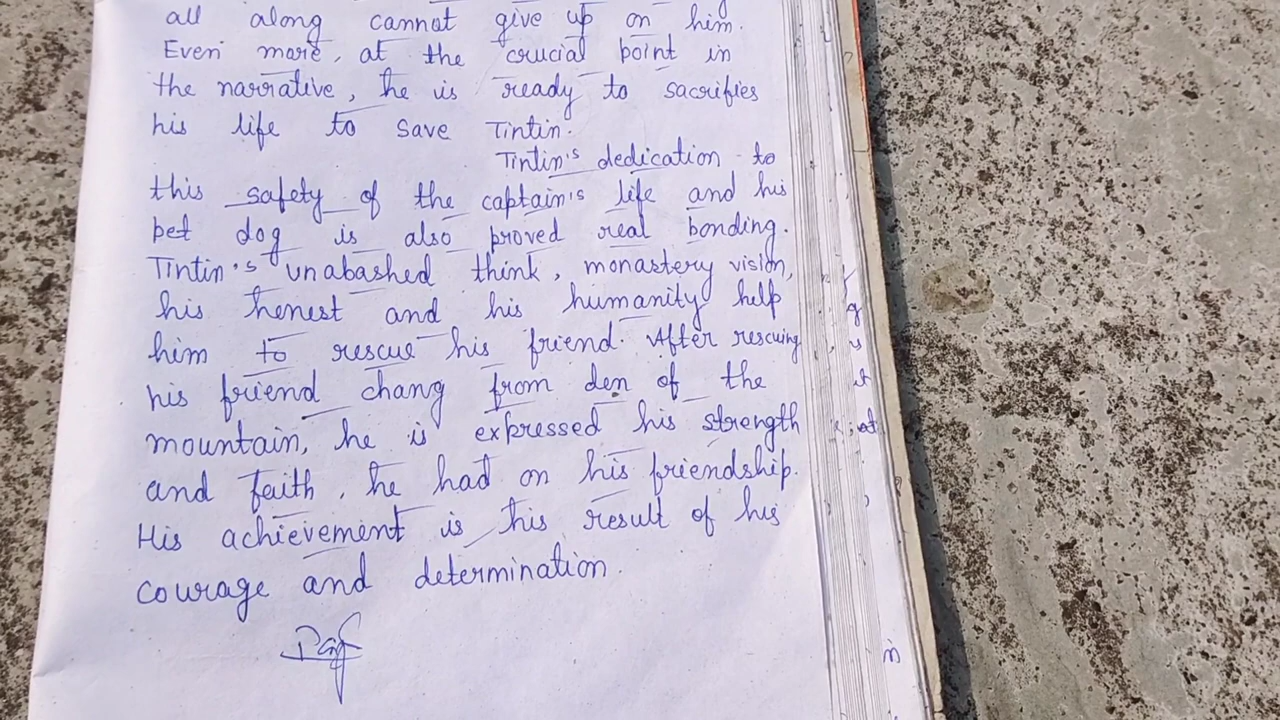 all along cannot give up on him.
Even more, at the crucial point in
the narrative, he is ready to sacrifies
his life to save Tintin.
Tintin's dedication to
this safety of the captain's life and his
pet dog is also proved real bonding.
Tintin's unabashed think, monastery vision,
his henest and his humanity help
him to rescue his friend. After rescuing
his friend chang from den of the
mountain, he is expressed his strength
and faith, he had on his friendship.
His achievement is this result of his
courage and determination.